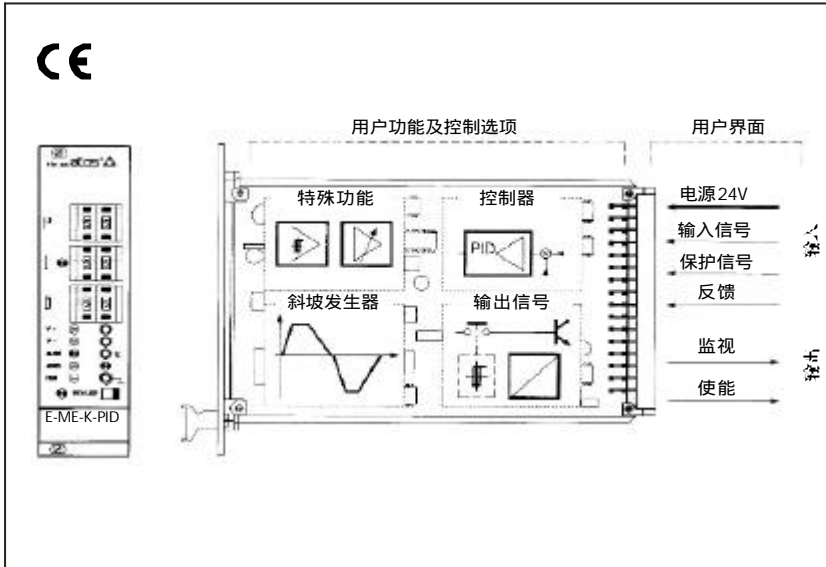 CE
用户功能及控制选项
用户界面
atos
特殊功能
控制器
电源24V
输入信号
PID
保护信号
反馈
斜坡发生器
输出信号
监视
使能
E-ME-K-PID